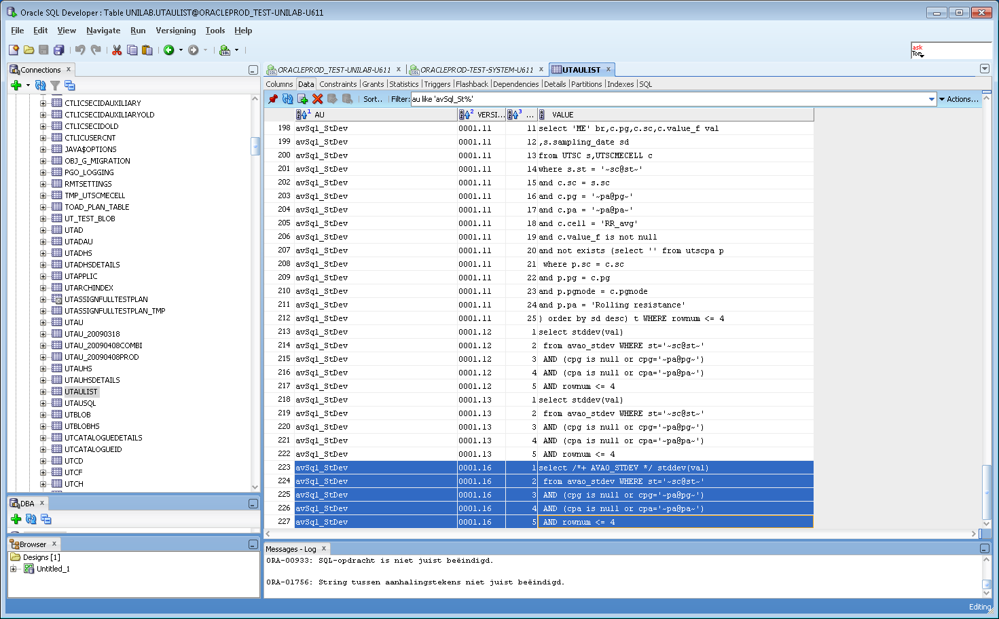 Oracle SQL Developer : Table UNILAB.UTAULIST@ORACLEPROD_TEST-UNILAB-U611
File Edit View Navigate Run Versioning Tools Help
ask
Tom
Connections
CTLICSECIDAUXILIARY
CTLICSECIDAUXILIARYOLD
CTLICSECIDOLD
CTLICUSERCNT
JAVA$OPTIONS
OBJ_G_MIGRATION
PGO_LOGGING
RMTSETTINGS
TMP_UTSCMECELL
TOAD_PLAN_TABLE
UT_TEST_BLOB
UTAD
UTADAU
UTADHS
UTADHSDETAILS
UTAPPLIC
UTARCHINDEX
UTASSIGNFULLTESTPLAN
UTASSIGNFULLTESTPLAN_TMP
UTAU
UTAU_20090318
UTAU_20090408COMBI
UTAU_20090408PROD
UTAUHS
UTAUHSDETAILS
UTAULIST
UTAUSQL
UTBLOB
UTBLOBHS
UTCATALOGUEDETAILS
UTCATALOGUEID
UTCD
UTCF
UTCH
DBA
Browser
Designs [1]
Untitled_1
ORACLEPROD_TEST-UNILAB-U611 ORACLEPROD-TEST-SYSTEM-U611 UTAULIST
Columns Data Constraints Grants Statistics Triggers Flashback Dependencies Details Partitions Indexes SQL
Sort.. Filter: au like 'avSql_St%' Actions...
1 AU 2 VERSI... 3 ... VALUE
198 avSql_StDev 0001.11 11 select 'ME' br,c.pg,c.sc,c.value_f val
199 avSql_StDev 0001.11 12 ,s.sampling_date sd
200 avSql_StDev 0001.11 13 from UTSC s,UTSCMECELL c
201 avSql_StDev 0001.11 14 where s.st = '~sc@st~'
202 avSql_StDev 0001.11 15 and c.sc = s.sc
203 avSql_StDev 0001.11 16 and c.pg = '~pa@pg~'
204 avSql_StDev 0001.11 17 and c.pa = '~pa@pa~'
205 avSql_StDev 0001.11 18 and c.cell = 'RR_avg'
206 avSql_StDev 0001.11 19 and c.value_f is not null
207 avSql_StDev 0001.11 20 and not exists (select '' from utscpa p
208 avSql_StDev 0001.11 21 where p.sc = c.sc
209 avSql_StDev 0001.11 22 and p.pg = c.pg
210 avSql_StDev 0001.11 23 and p.pgnode = c.pgnode
211 avSql_StDev 0001.11 24 and p.pa = 'Rolling resistance'
212 avSql_StDev 0001.11 25 ) order by sd desc) t WHERE rownum <= 4
213 avSql_StDev 0001.12 1 select stddev(val)
214 avSql_StDev 0001.12 2 from avao_stdev WHERE st='~sc@st~'
215 avSql_StDev 0001.12 3 AND (cpg is null or cpg='~pa@pg~')
216 avSql_StDev 0001.12 4 AND (cpa is null or cpa='~pa@pa~')
217 avSql_StDev 0001.12 5 AND rownum <= 4
218 avSql_StDev 0001.13 1 select stddev(val)
219 avSql_StDev 0001.13 2 from avao_stdev WHERE st='~sc@st~'
220 avSql_StDev 0001.13 3 AND (cpg is null or cpg='~pa@pg~')
221 avSql_StDev 0001.13 4 AND (cpa is null or cpa='~pa@pa~')
222 avSql_StDev 0001.13 5 AND rownum <= 4
223 avSql_StDev 0001.16 1 select /*+ AVAO_STDEV */ stddev(val)
224 avSql_StDev 0001.16 2 from avao_stdev WHERE st='~sc@st~'
225 avSql_StDev 0001.16 3 AND (cpg is null or cpg='~pa@pg~')
226 avSql_StDev 0001.16 4 AND (cpa is null or cpa='~pa@pa~')
227 avSql_StDev 0001.16 5 AND rownum <= 4
Messages - Log
ORA-00933: SQL-opdracht is niet juist beëindigd.
ORA-01756: String tussen aanhalingstekens niet juist beëindigd.
Editing